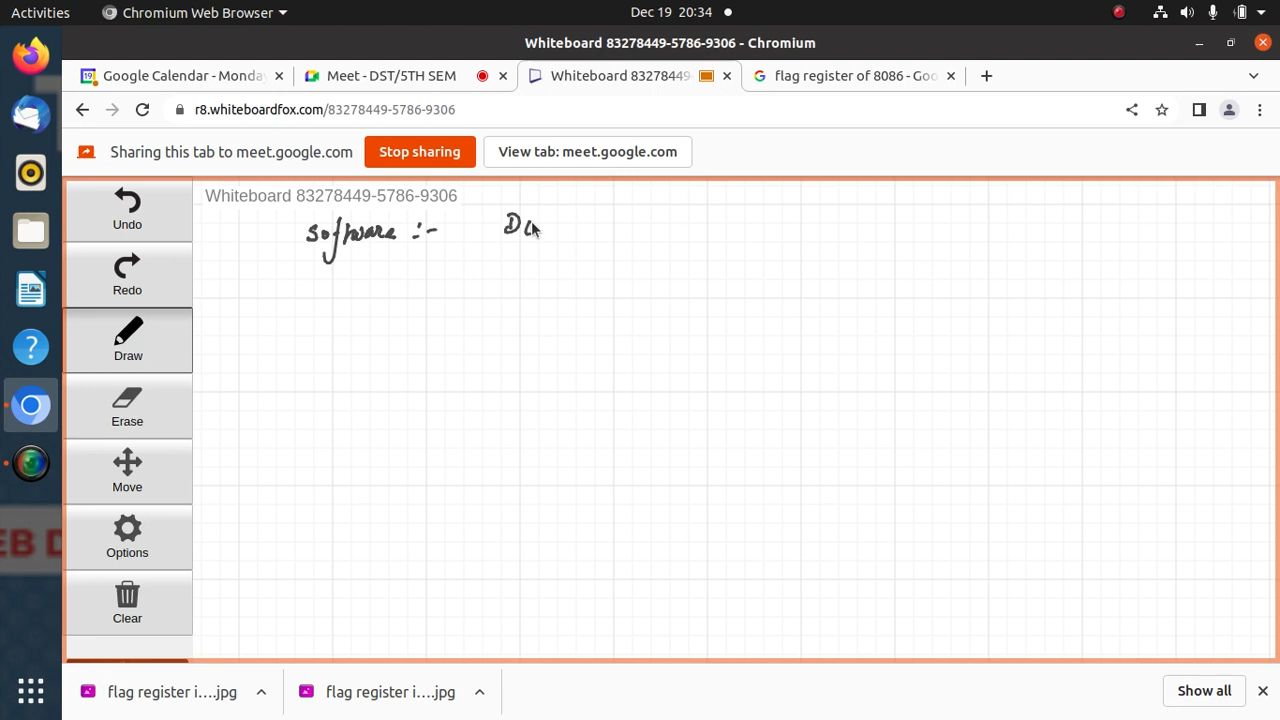 Activities Chromium Web Browser Dec 19 20:34
Whiteboard 83278449-5786-9306 - Chromium
Google Calendar - Monda Meet - DST/5TH SEM Whiteboard 83278449 flag register of 8086 - Goo
r8.whiteboardfox.com/83278449-5786-9306
Sharing this tab to meet.google.com Stop sharing View tab: meet.google.com
Whiteboard 83278449-5786-9306
Software :-
Undo
Redo
Draw
Erase
Move
Options
Clear
flag register i....jpg flag register i....jpg Show all